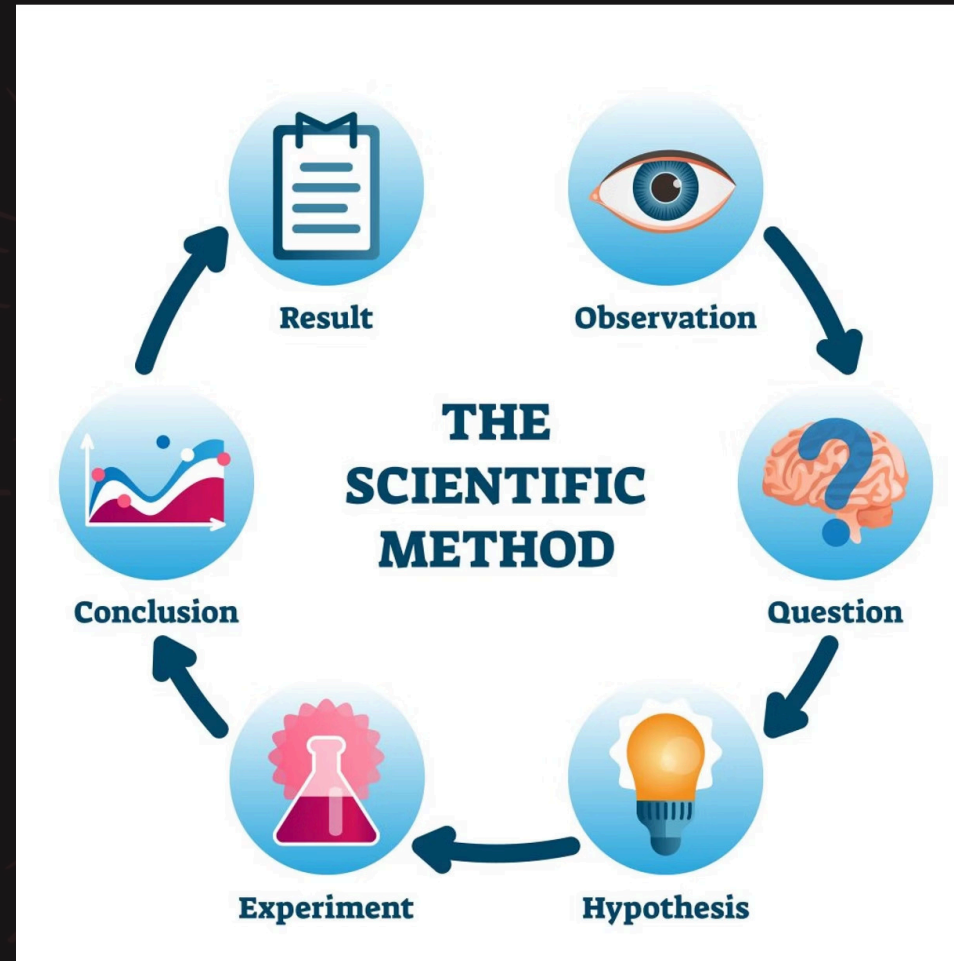 Result
Observation
THE
SCIENTIFIC
METHOD
Conclusion
Question
Experiment
Hypothesis